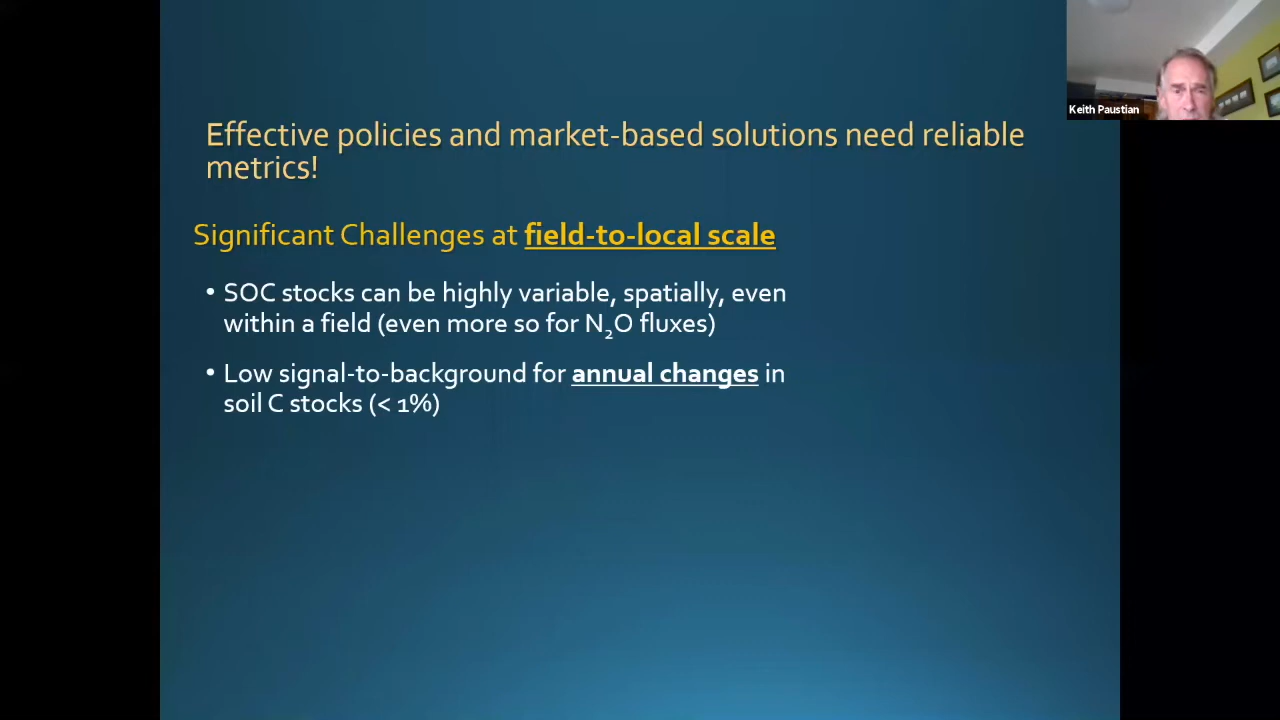 Effective policies and market-based solutions need reliable
metrics!
Significant Challenges at field-to-local scale
• SOC stocks can be highly variable, spatially, even
within a field (even more so for N₂O fluxes)
• Low signal-to-background for annual changes in
soil C stocks (< 1%)
Keith Paustian